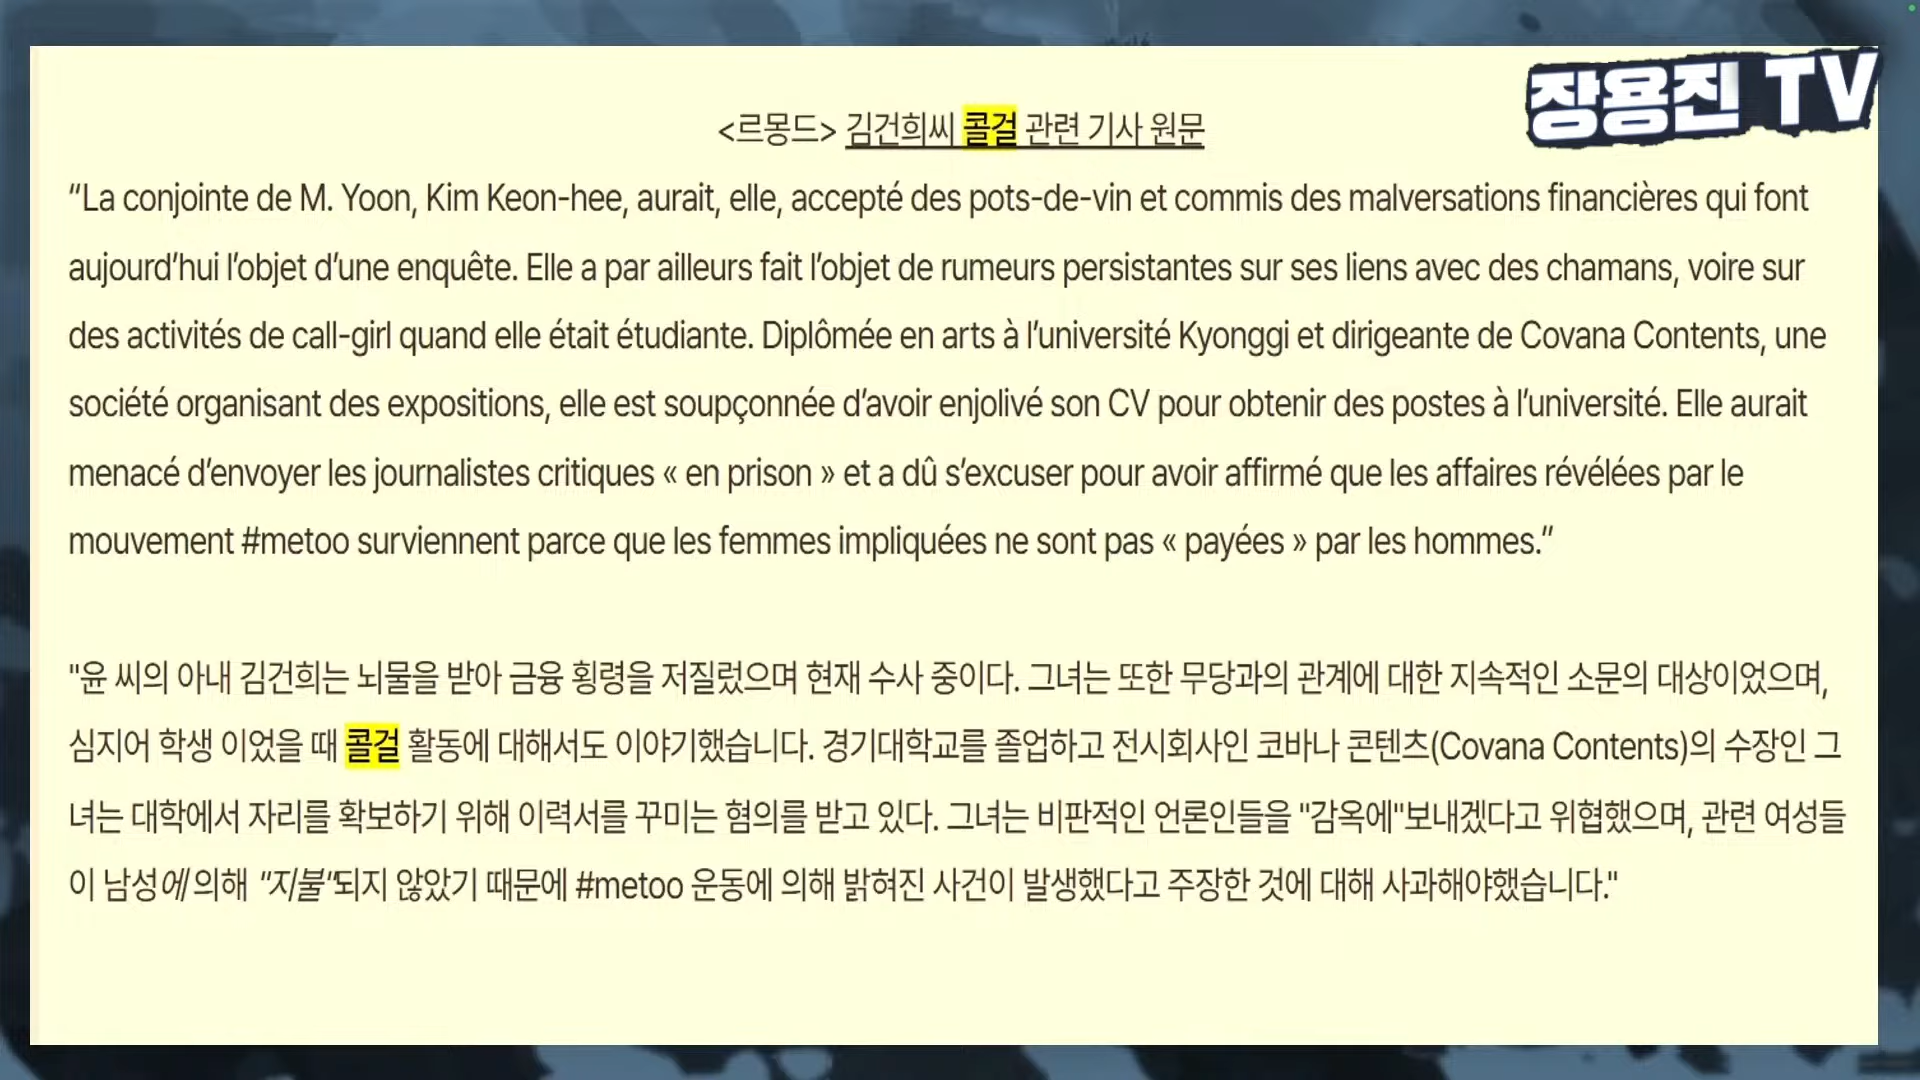 장용진 TV
<르몽드> 김건희씨 콜걸 관련 기사 원문
“La conjointe de M. Yoon, Kim Keon-hee, aurait, elle, accepté des pots-de-vin et commis des malversations financières qui font
aujourd’hui l’objet d’une enquête. Elle a par ailleurs fait l’objet de rumeurs persistantes sur ses liens avec des chamans, voire sur
des activités de call-girl quand elle était étudiante. Diplômée en arts à l’université Kyonggi et dirigeante de Covana Contents, une
société organisant des expositions, elle est soupçonnée d’avoir enjolivé son CV pour obtenir des postes à l’université. Elle aurait
menacé d’envoyer les journalistes critiques « en prison » et a dû s’excuser pour avoir affirmé que les affaires révélées par le
mouvement #metoo surviennent parce que les femmes impliquées ne sont pas « payées » par les hommes.”
"윤 씨의 아내 김건희는 뇌물을 받아 금융 횡령을 저질렀으며 현재 수사 중이다. 그녀는 또한 무당과의 관계에 대한 지속적인 소문의 대상이었으며,
심지어 학생 이었을 때 콜걸 활동에 대해서도 이야기했습니다. 경기대학교를 졸업하고 전시회사인 코바나 콘텐츠(Covana Contents)의 수장인 그
녀는 대학에서 자리를 확보하기 위해 이력서를 꾸미는 혐의를 받고 있다. 그녀는 비판적인 언론인들을 "감옥에"보내겠다고 위협했으며, 관련 여성들
이 남성에 의해 "지불"되지 않았기 때문에 #metoo 운동에 의해 밝혀진 사건이 발생했다고 주장한 것에 대해 사과해야했습니다."